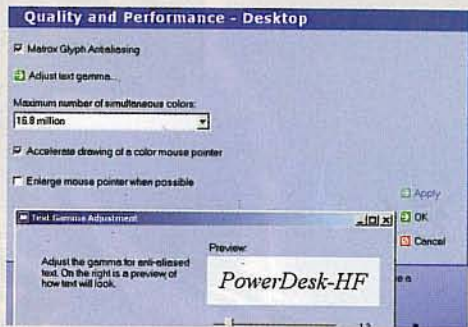 Quality and Performance - Desktop
Matrox Glyph Antialiasing
Adjust text gamma...
Maximum number of simultaneous colors:
16.8 million
Accelerate drawing of a color mouse pointer
Enlarge mouse pointer when possible
Apply
OK
Cancel
Text Gamma Adjustment
Adjust the gamma for anti-aliased
text. On the right is a preview of
how text will look.
Preview:
PowerDesk-HF